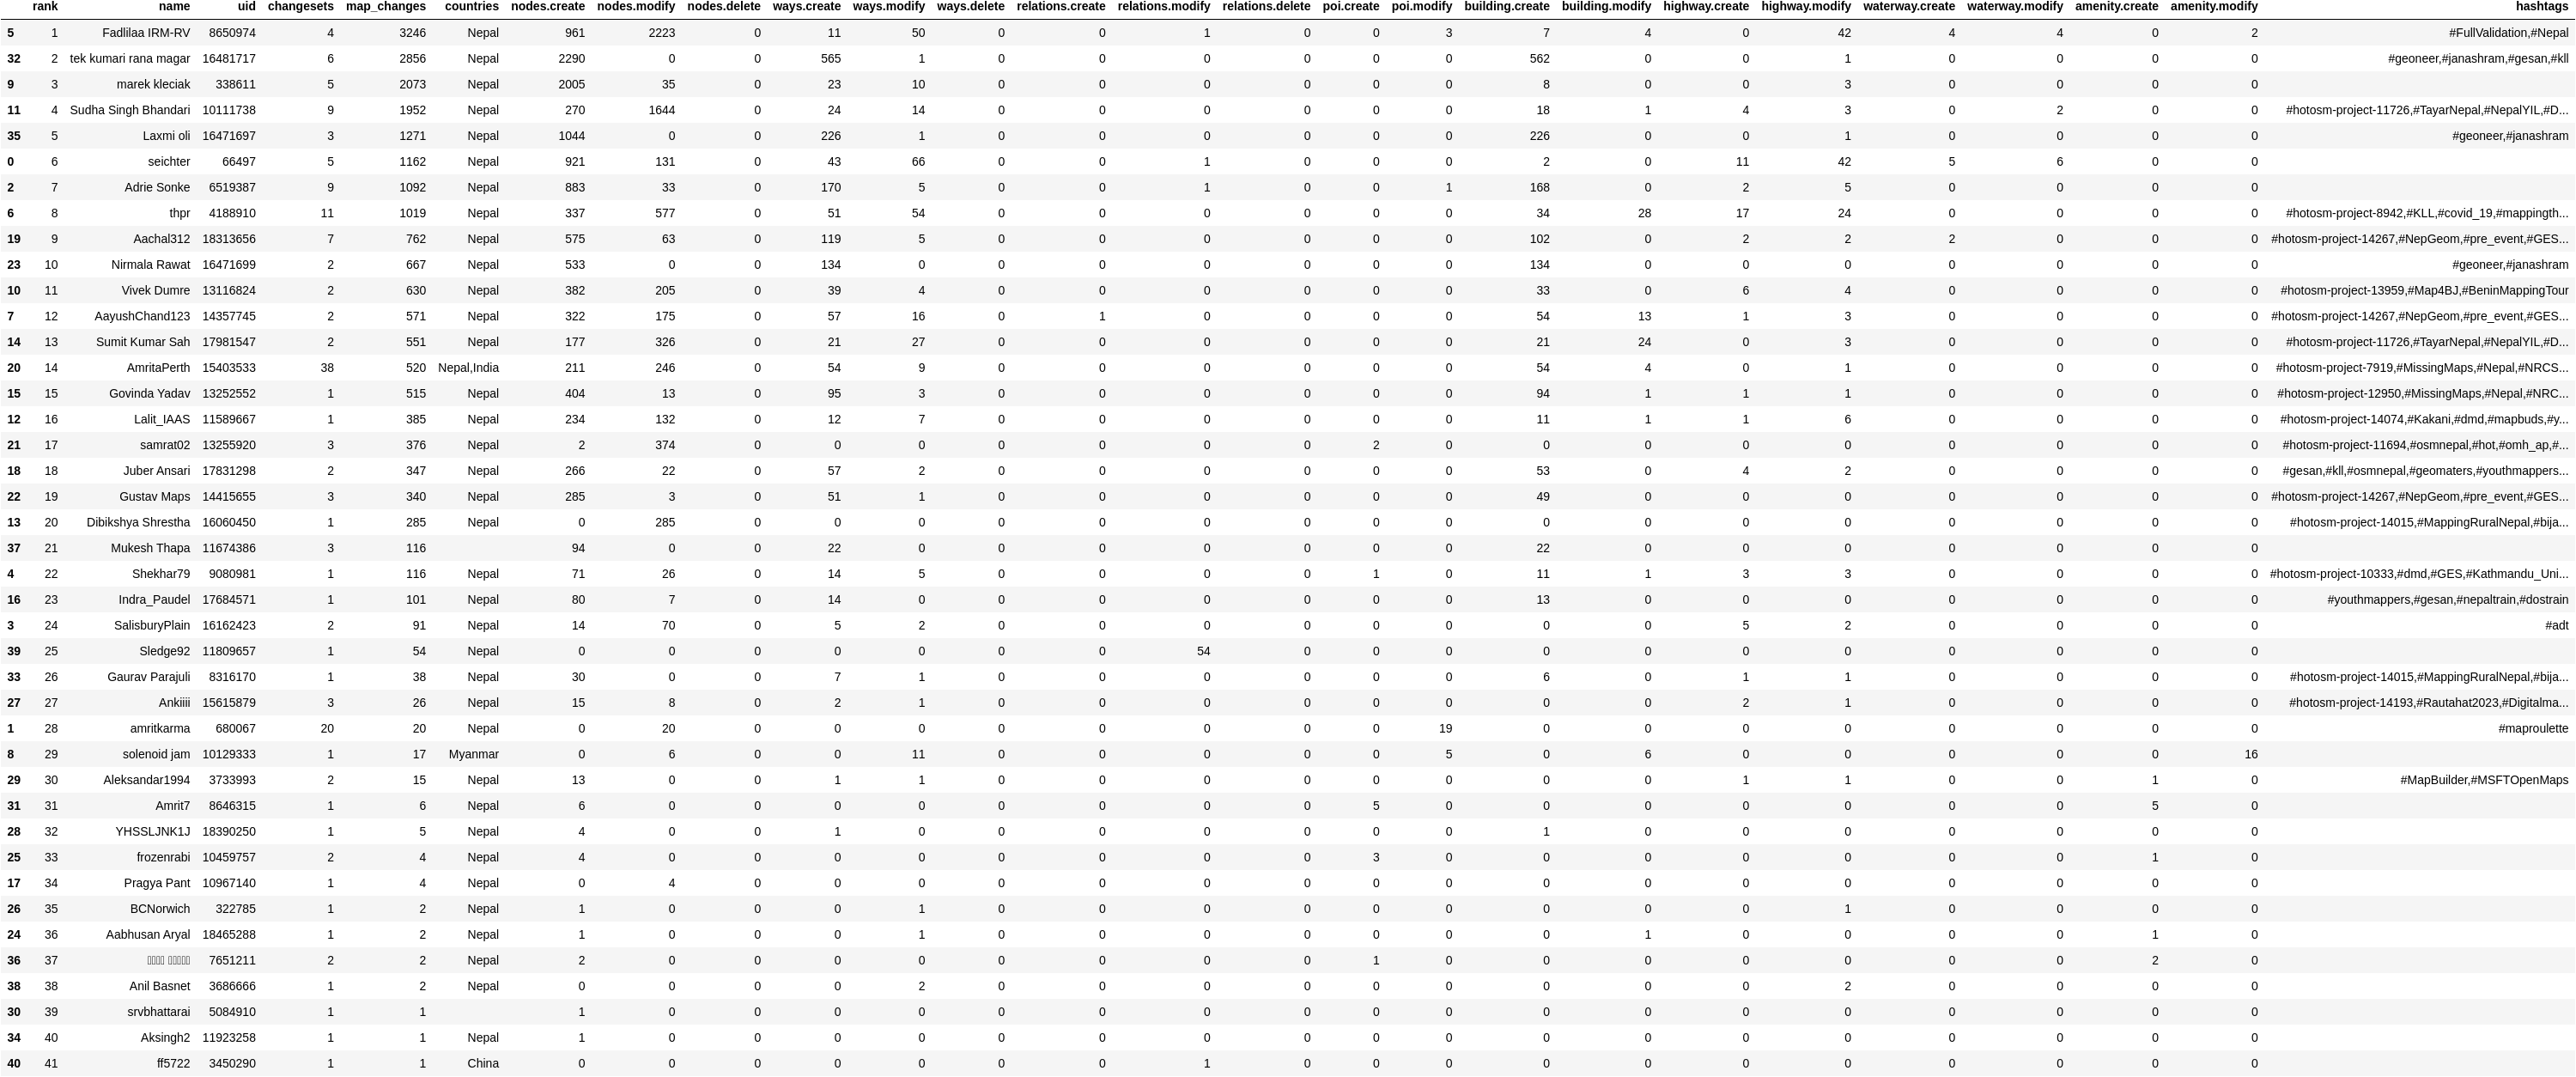 rank name uid changesets map_changes countries nodes.create nodes.modify nodes.delete ways.create ways.modify ways.delete relations.create relations.modify relations.delete poi.create poi.modify building.create building.modify highway.create highway.modify waterway.create waterway.modify amenity.create amenity.modify hashtags
5 1 Fadlilaa IRM-RV 8650974 4 3246 Nepal 961 2223 0 11 50 0 0 1 0 0 3 7 4 0 42 4 4 0 2 #FullValidation,#Nepal
32 2 tek kumari rana magar 16481717 6 2856 Nepal 2290 0 0 565 1 0 0 0 0 0 0 562 0 0 1 0 0 0 0 #geoneer,#janashram,#gesan,#kll
9 3 marek kleciak 338611 5 2073 Nepal 2005 35 0 23 10 0 0 0 0 0 0 8 0 0 3 0 0 0 0
11 4 Sudha Singh Bhandari 10111738 9 1952 Nepal 270 1644 0 24 14 0 0 0 0 0 0 18 1 4 3 0 2 0 0 #hotosm-project-11726,#TayarNepal,#NepalYIL,#D...
35 5 Laxmi oli 16471697 3 1271 Nepal 1044 0 0 226 1 0 0 0 0 0 0 226 0 0 1 0 0 0 0 #geoneer,#janashram
0 6 seichter 66497 5 1162 Nepal 921 131 0 43 66 0 0 1 0 0 0 2 0 11 42 5 6 0 0
2 7 Adrie Sonke 6519387 9 1092 Nepal 883 33 0 170 5 0 0 1 0 0 1 168 0 2 5 0 0 0 0
6 8 thpr 4188910 11 1019 Nepal 337 577 0 51 54 0 0 0 0 0 0 34 28 17 24 0 0 0 0 #hotosm-project-8942,#KLL,#covid_19,#mappingth...
19 9 Aachal312 18313656 7 762 Nepal 575 63 0 119 5 0 0 0 0 0 0 102 0 2 2 2 0 0 0 #hotosm-project-14267,#NepGeom,#pre_event,#GES...
23 10 Nirmala Rawat 16471699 2 667 Nepal 533 0 0 134 0 0 0 0 0 0 0 134 0 0 0 0 0 0 0 #geoneer,#janashram
10 11 Vivek Dumre 13116824 2 630 Nepal 382 205 0 39 4 0 0 0 0 0 0 33 0 6 4 0 0 0 0 #hotosm-project-13959,#Map4BJ,#BeninMappingTour
7 12 AayushChand123 14357745 2 571 Nepal 322 175 0 57 16 0 1 0 0 0 0 54 13 1 3 0 0 0 0 #hotosm-project-14267,#NepGeom,#pre_event,#GES...
14 13 Sumit Kumar Sah 17981547 2 551 Nepal 177 326 0 21 27 0 0 0 0 0 0 21 24 0 3 0 0 0 0 #hotosm-project-11726,#TayarNepal,#NepalYIL,#D...
20 14 AmritaPerth 15403533 38 520 Nepal,India 211 246 0 54 9 0 0 0 0 0 0 54 4 0 1 0 0 0 0 #hotosm-project-7919,#MissingMaps,#Nepal,#NRCS...
15 15 Govinda Yadav 13252552 1 515 Nepal 404 13 0 95 3 0 0 0 0 0 0 94 1 1 1 0 0 0 0 #hotosm-project-12950,#MissingMaps,#Nepal,#NRC...
12 16 Lalit_IAAS 11589667 1 385 Nepal 234 132 0 12 7 0 0 0 0 0 0 11 1 1 6 0 0 0 0 #hotosm-project-14074,#Kakani,#dmd,#mapbuds,#y...
21 17 samrat02 13255920 3 376 Nepal 2 374 0 0 0 0 0 0 0 2 0 0 0 0 0 0 0 0 0 #hotosm-project-11694,#osmnepal,#hot,#omh_ap,#...
18 18 Juber Ansari 17831298 2 347 Nepal 266 22 0 57 2 0 0 0 0 0 0 53 0 4 2 0 0 0 0 #gesan,#kll,#osmnepal,#geomaters,#youthmappers...
22 19 Gustav Maps 14415655 3 340 Nepal 285 3 0 51 1 0 0 0 0 0 0 49 0 0 0 0 0 0 0 #hotosm-project-14267,#NepGeom,#pre_event,#GES...
13 20 Dibikshya Shrestha 16060450 1 285 Nepal 0 285 0 0 0 0 0 0 0 0 0 0 0 0 0 0 0 0 0 #hotosm-project-14015,#MappingRuralNepal,#bija...
37 21 Mukesh Thapa 11674386 3 116 94 0 0 22 0 0 0 0 0 0 0 22 0 0 0 0 0 0 0
4 22 Shekhar79 9080981 1 116 Nepal 71 26 0 14 5 0 0 0 0 1 0 11 1 3 3 0 0 0 0 #hotosm-project-10333,#dmd,#GES,#Kathmandu_Uni...
16 23 Indra_Paudel 17684571 1 101 Nepal 80 7 0 14 0 0 0 0 0 0 0 13 0 0 0 0 0 0 0 #youthmappers,#gesan,#nepaltrain,#dostrain
3 24 SalisburyPlain 16162423 2 91 Nepal 14 70 0 5 2 0 0 0 0 0 0 0 0 5 2 0 0 0 0 #adt
39 25 Sledge92 11809657 1 54 Nepal 0 0 0 0 0 0 0 54 0 0 0 0 0 0 0 0 0 0 0
33 26 Gaurav Parajuli 8316170 1 38 Nepal 30 0 0 7 1 0 0 0 0 0 0 6 0 1 1 0 0 0 0 #hotosm-project-14015,#MappingRuralNepal,#bija...
27 27 Ankiiii 15615879 3 26 Nepal 15 8 0 2 1 0 0 0 0 0 0 0 0 2 1 0 0 0 0 #hotosm-project-14193,#Rautahat2023,#Digitalma...
1 28 amritkarma 680067 20 20 Nepal 0 20 0 0 0 0 0 0 0 0 19 0 0 0 0 0 0 0 0 #maproulette
8 29 solenoid jam 10129333 1 17 Myanmar 0 6 0 0 11 0 0 0 0 0 5 0 6 0 0 0 0 0 16
29 30 Aleksandar1994 3733993 2 15 Nepal 13 0 0 1 1 0 0 0 0 0 0 0 0 1 1 0 0 1 0 #MapBuilder,#MSFTOpenMaps
31 31 Amrit7 8646315 1 6 Nepal 6 0 0 0 0 0 0 0 0 5 0 0 0 0 0 0 0 5 0
28 32 YHSSLJNK1J 18390250 1 5 Nepal 4 0 0 1 0 0 0 0 0 0 0 1 0 0 0 0 0 0 0
25 33 frozenrabi 10459757 2 4 Nepal 4 0 0 0 0 0 0 0 0 3 0 0 0 0 0 0 0 1 0
17 34 Pragya Pant 10967140 1 4 Nepal 0 4 0 0 0 0 0 0 0 0 0 0 0 0 0 0 0 0 0
26 35 BCNorwich 322785 1 2 Nepal 1 0 0 0 1 0 0 0 0 0 0 0 0 0 1 0 0 0 0
24 36 Aabhusan Aryal 18465288 1 2 Nepal 1 0 0 0 1 0 0 0 0 0 0 0 1 0 0 0 0 1 0
36 37 7651211 2 2 Nepal 2 0 0 0 0 0 0 0 0 1 0 0 0 0 0 0 0 2 0
38 38 Anil Basnet 3686666 1 2 Nepal 0 0 0 0 2 0 0 0 0 0 0 0 0 0 2 0 0 0 0
30 39 srvbhattarai 5084910 1 1 1 0 0 0 0 0 0 0 0 0 0 0 0 0 0 0 0 0 0
34 40 Aksingh2 11923258 1 1 Nepal 1 0 0 0 0 0 0 0 0 0 0 0 0 0 0 0 0 0 0
40 41 ff5722 3450290 1 1 China 0 0 0 0 0 0 0 1 0 0 0 0 0 0 0 0 0 0 0